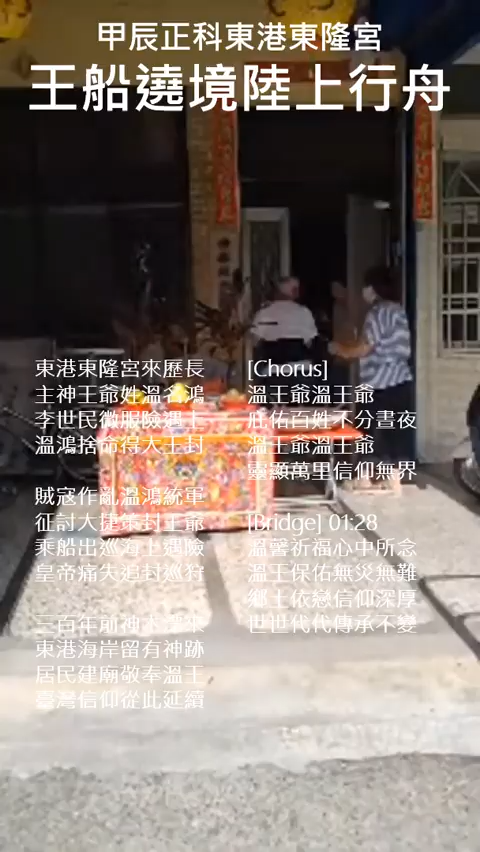 甲辰正科東港東隆宮
王船遶境陸上行舟
東港東隆宮來歷長
主神王爺姓溫名鴻
李世民微服險遇上
溫鴻捨命得大王封
賊寇作亂溫鴻統軍
征討大捷策封王爺
乘船出巡海上遇險
皇帝痛失追封巡狩
三百年前神木漂來
東港海岸留有神跡
居民建廟敬奉溫王
臺灣信仰從此延續
[Chorus]
溫王爺溫王爺
庇佑百姓不分晝夜
溫王爺溫王爺
靈顯萬里信仰無界
[Bridge] 01:28
溫馨祈福心中所念
溫王保佑無災無難
鄉土依戀信仰深厚
世世代代傳承不變